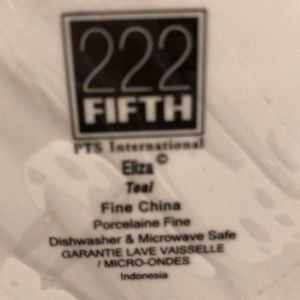 222
FIFTH
PTS International
Eliza©
Teal
Fine China
Porcelaine Fine
Dishwasher & Microwave Safe
GARANTIE LAVE VAISSELLE
/ MICRO-ONDES
Indonesia